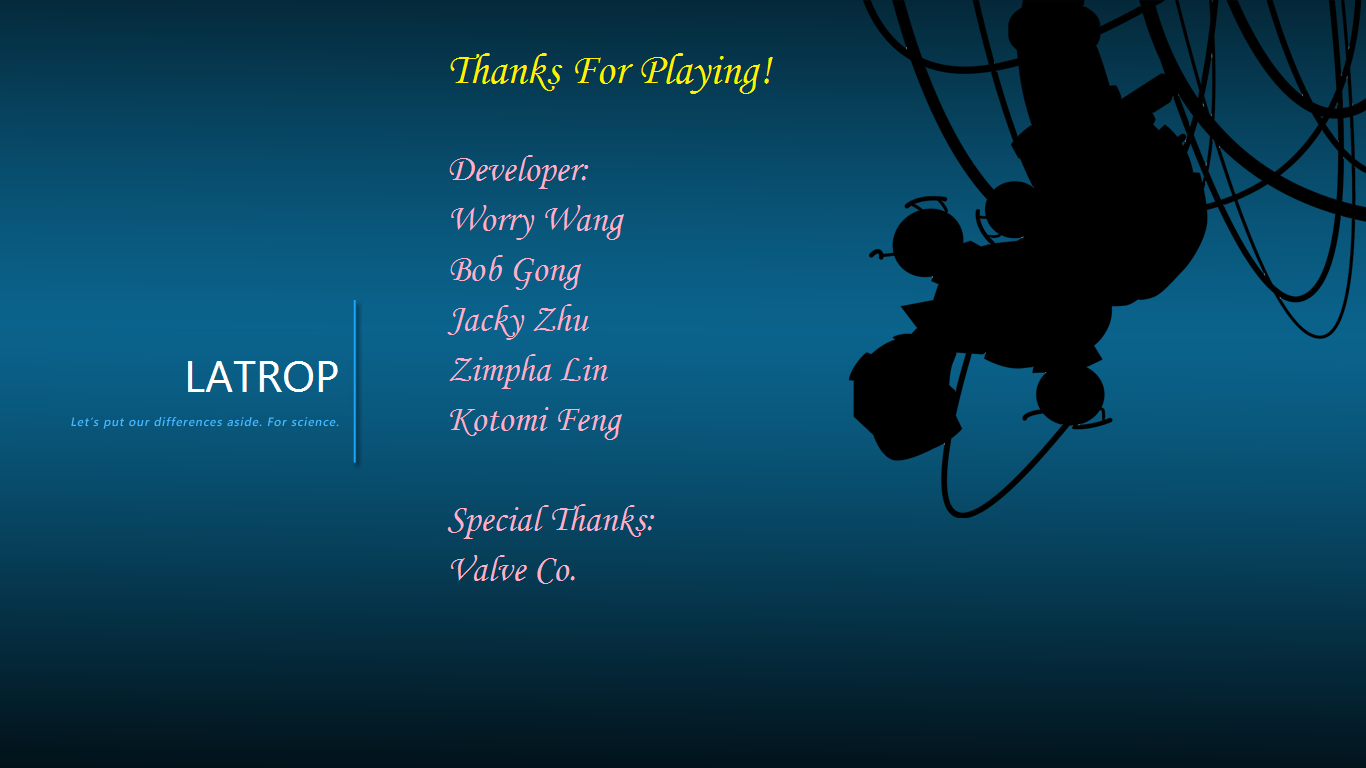 LATROP
Let's put our differences aside. For science.
Thanks For Playing!
Developer:
Worry Wang
Bob Gong
Jacky Zhu
Zimpha Lin
Kotomi Feng
Special Thanks:
Valve Co.